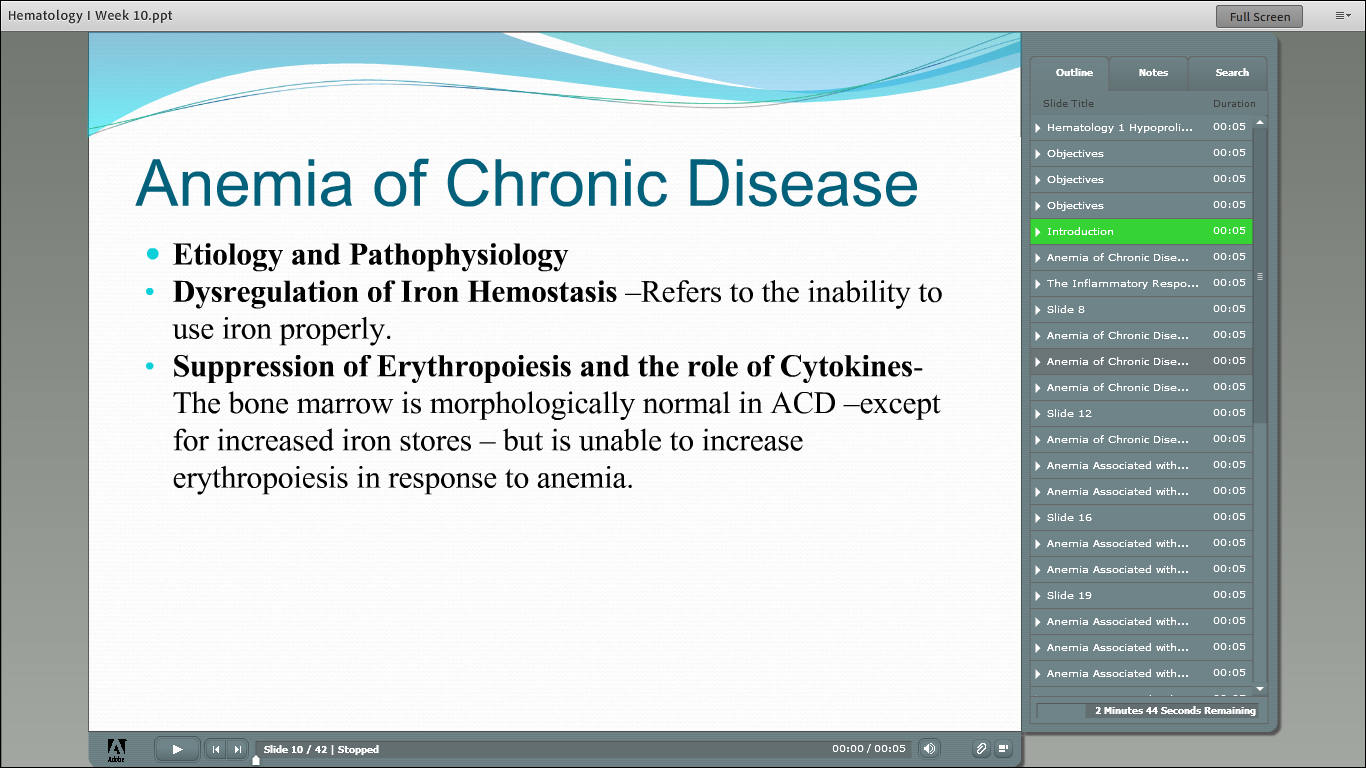 Hematology I Week 10.ppt
Full Screen
Anemia of Chronic Disease
Etiology and Pathophysiology
Dysregulation of Iron Hemostasis –Refers to the inability to
use iron properly.
Suppression of Erythropoiesis and the role of Cytokines-
The bone marrow is morphologically normal in ACD –except
for increased iron stores – but is unable to increase
erythropoiesis in response to anemia.
Outline Notes Search
Slide Title Duration
Hematology 1 Hypoproli... 00:05
Objectives 00:05
Objectives 00:05
Objectives 00:05
Introduction 00:05
Anemia of Chronic Dise... 00:05
The Inflammatory Respo... 00:05
Slide 8 00:05
Anemia of Chronic Dise... 00:05
Anemia of Chronic Dise... 00:05
Anemia of Chronic Dise... 00:05
Slide 12 00:05
Anemia of Chronic Dise... 00:05
Anemia Associated with... 00:05
Anemia Associated with... 00:05
Slide 16 00:05
Anemia Associated with... 00:05
Anemia Associated with... 00:05
Slide 19 00:05
Anemia Associated with... 00:05
Anemia Associated with... 00:05
Anemia Associated with... 00:05
2 Minutes 44 Seconds Remaining
Adobe
Slide 10 / 42 | Stopped
00:00 / 00:05